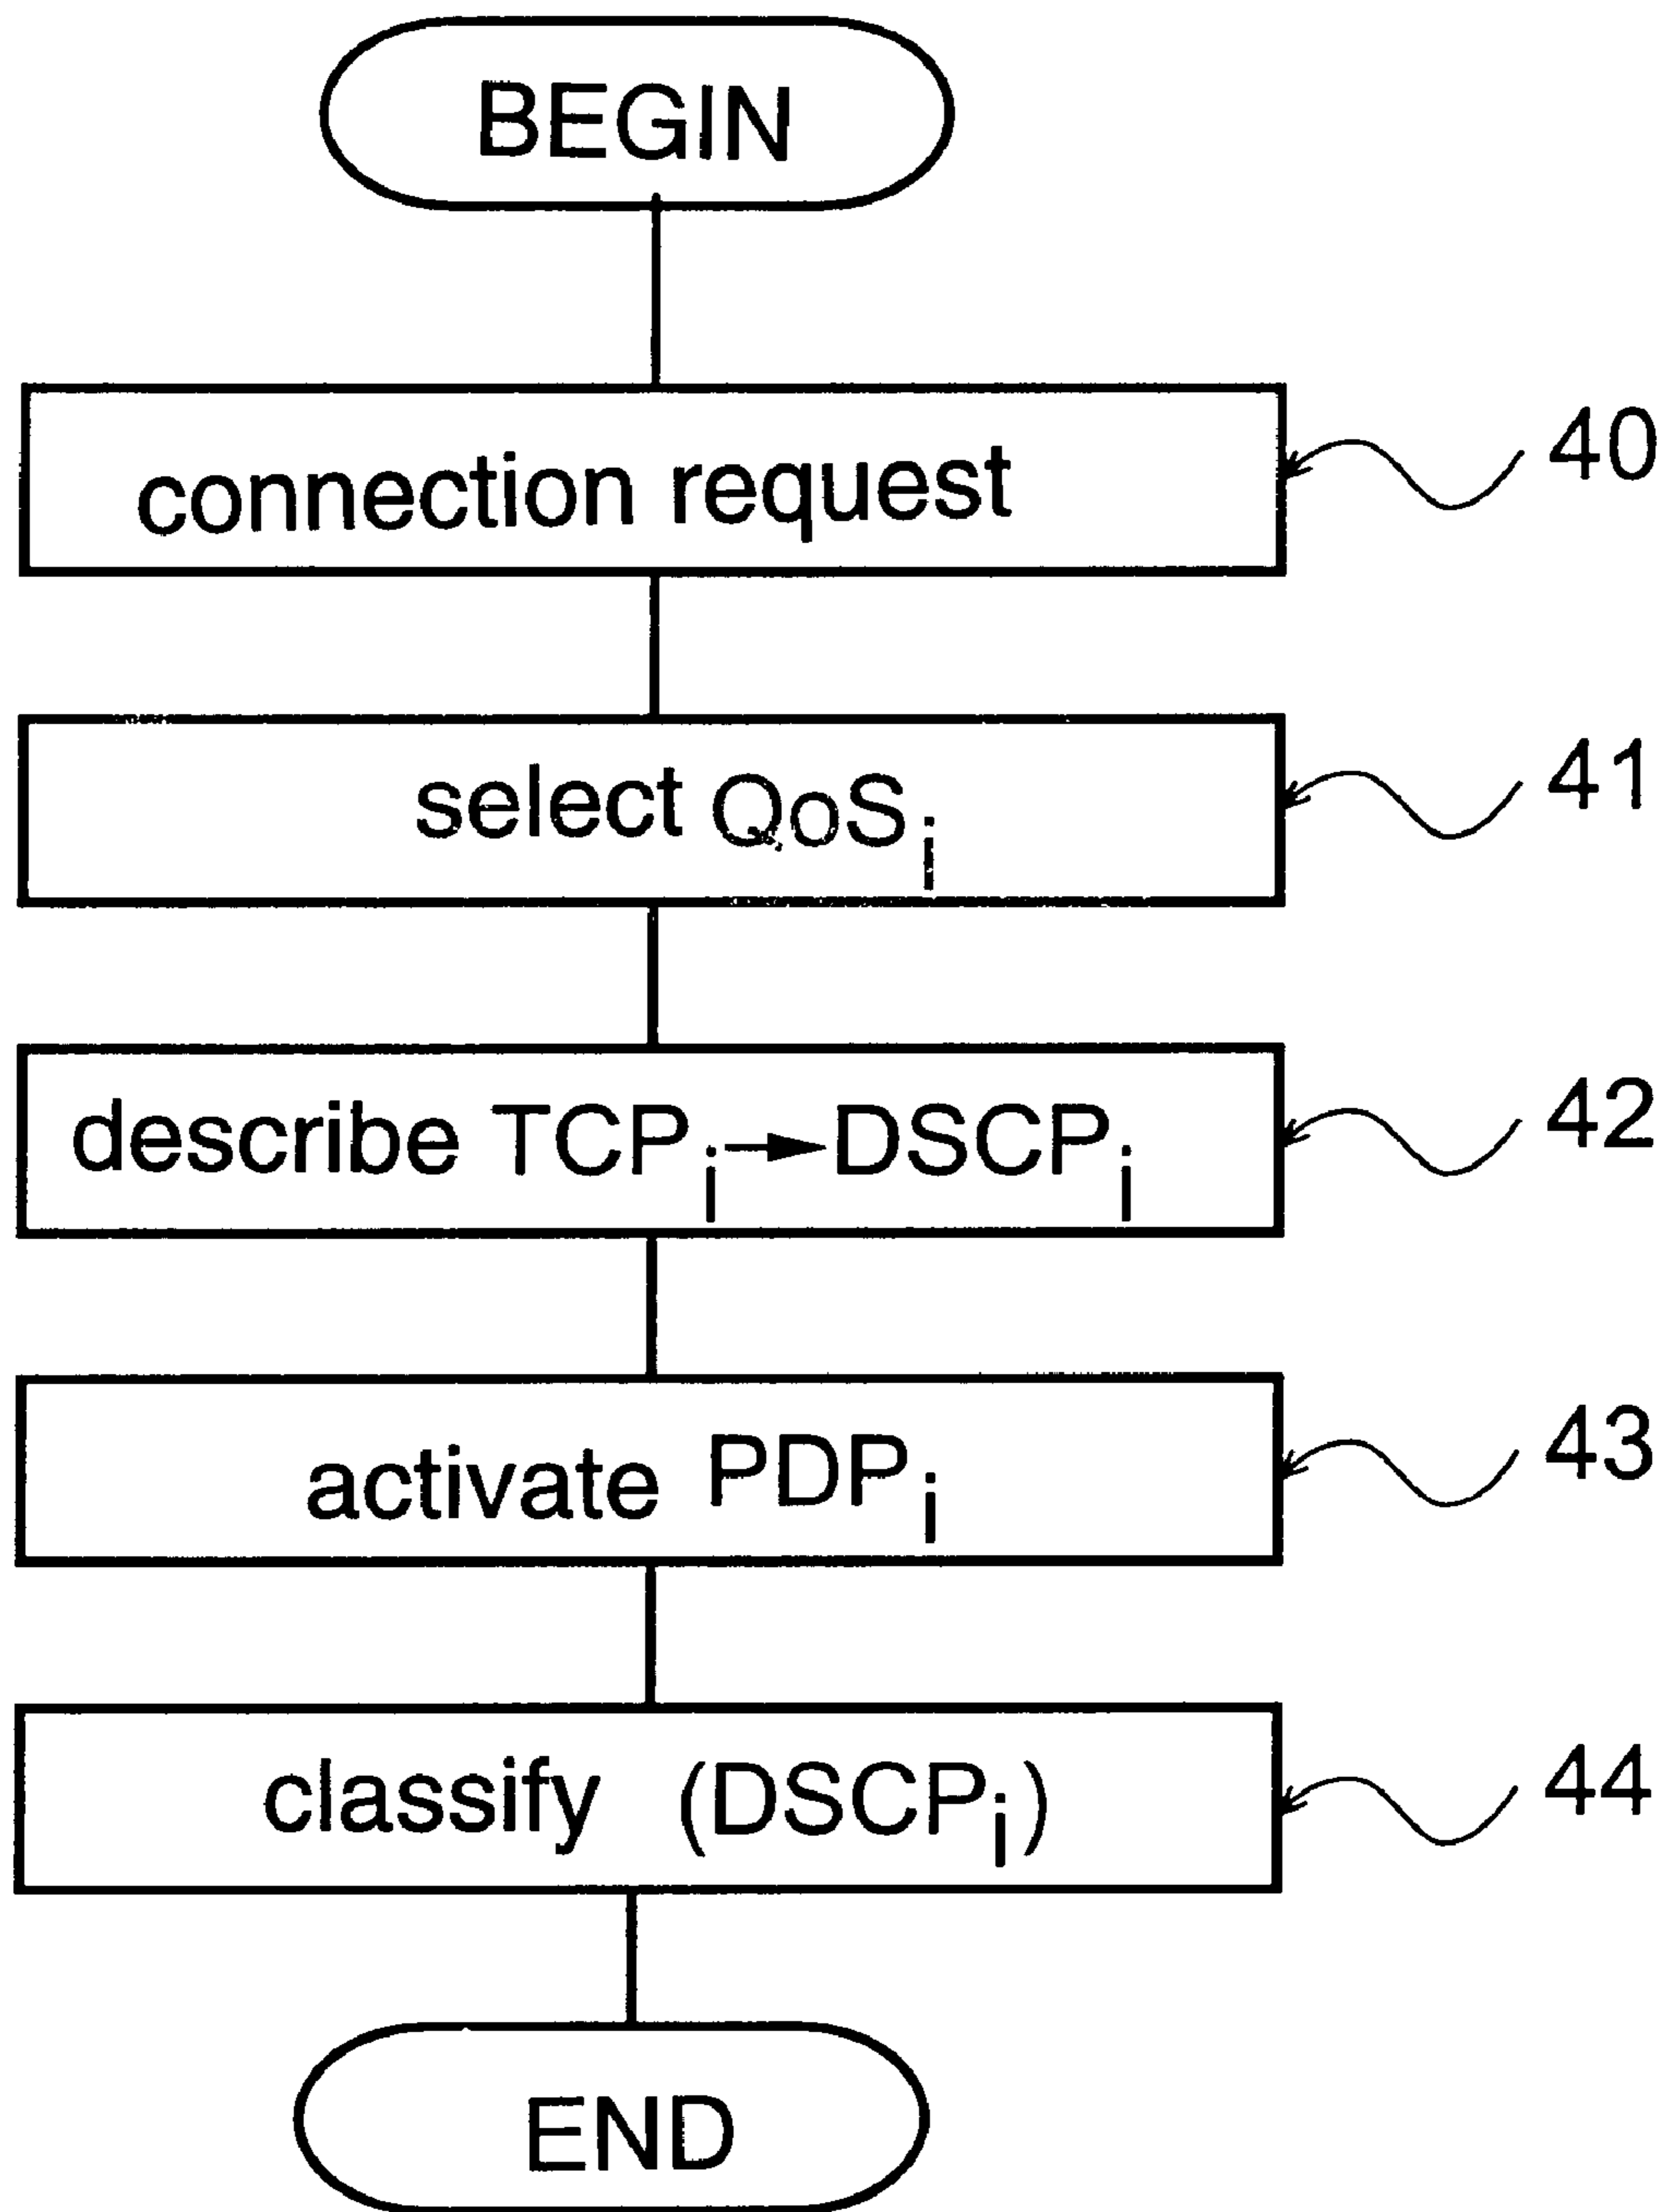 BEGIN
connection request
40
select QoSi
41
describe TCPi → DSCPi
42
activate PDPi
43
classify (DSCPi)
44
END